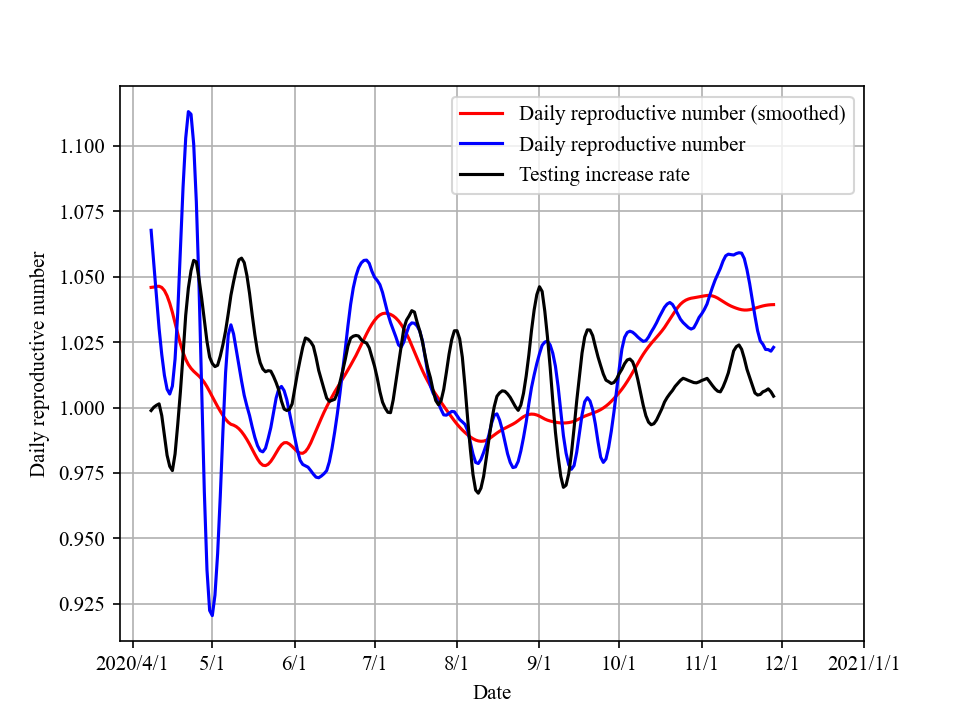 Daily reproductive number (smoothed)
Daily reproductive number
Testing increase rate
1.100
1.075
1.050
1.025
1.000
0.975
0.950
0.925
Daily reproductive number
2020/4/1 5/1 6/1 7/1 8/1 9/1 10/1 11/1 12/1 2021/1/1
Date